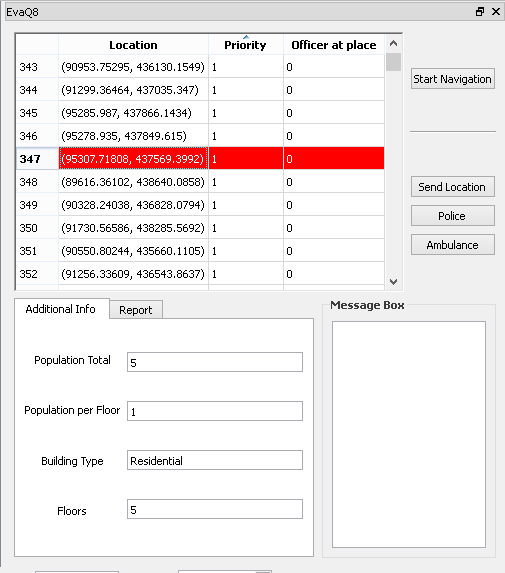 EvaQ8
Location Priority Officer at place
343 (90953.75295, 436130.1549) 1 0
344 (91299.36464, 437035.347) 1 0
345 (95285.987, 437866.1434) 1 0
346 (95278.935, 437849.615) 1 0
347 (95307.71808, 437569.3992) 1 0
348 (89616.36102, 438640.0858) 1 0
349 (90328.24038, 436828.0794) 1 0
350 (91730.56586, 438285.5692) 1 0
351 (90550.80244, 435660.1105) 1 0
352 (91256.33609, 436543.8637) 1 0
Start Navigation
Send Location
Police
Ambulance
Additional Info Report
Population Total 5
Population per Floor 1
Building Type Residential
Floors 5
Message Box